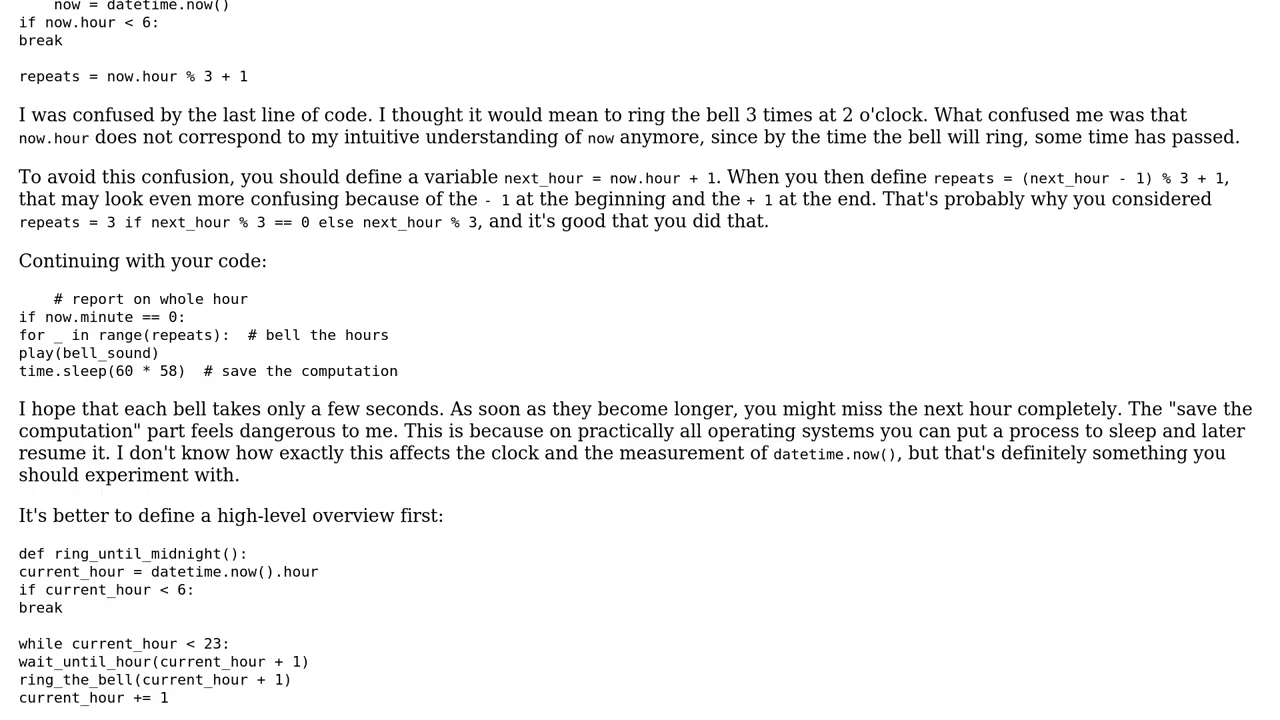 now = datetime.now()
if now.hour < 6:
break

repeats = now.hour % 3 + 1

I was confused by the last line of code. I thought it would mean to ring the bell 3 times at 2 o'clock. What confused me was that
now.hour does not correspond to my intuitive understanding of now anymore, since by the time the bell will ring, some time has passed.

To avoid this confusion, you should define a variable next_hour = now.hour + 1. When you then define repeats = (next_hour - 1) % 3 + 1,
that may look even more confusing because of the - 1 at the beginning and the + 1 at the end. That's probably why you considered
repeats = 3 if next_hour % 3 == 0 else next_hour % 3, and it's good that you did that.

Continuing with your code:

    # report on whole hour
if now.minute == 0:
for _ in range(repeats):  # bell the hours
play(bell_sound)
time.sleep(60 * 58)  # save the computation

I hope that each bell takes only a few seconds. As soon as they become longer, you might miss the next hour completely. The "save the
computation" part feels dangerous to me. This is because on practically all operating systems you can put a process to sleep and later
resume it. I don't know how exactly this affects the clock and the measurement of datetime.now(), but that's definitely something you
should experiment with.

It's better to define a high-level overview first:

def ring_until_midnight():
current_hour = datetime.now().hour
if current_hour < 6:
break

while current_hour < 23:
wait_until_hour(current_hour + 1)
ring_the_bell(current_hour + 1)
current_hour += 1